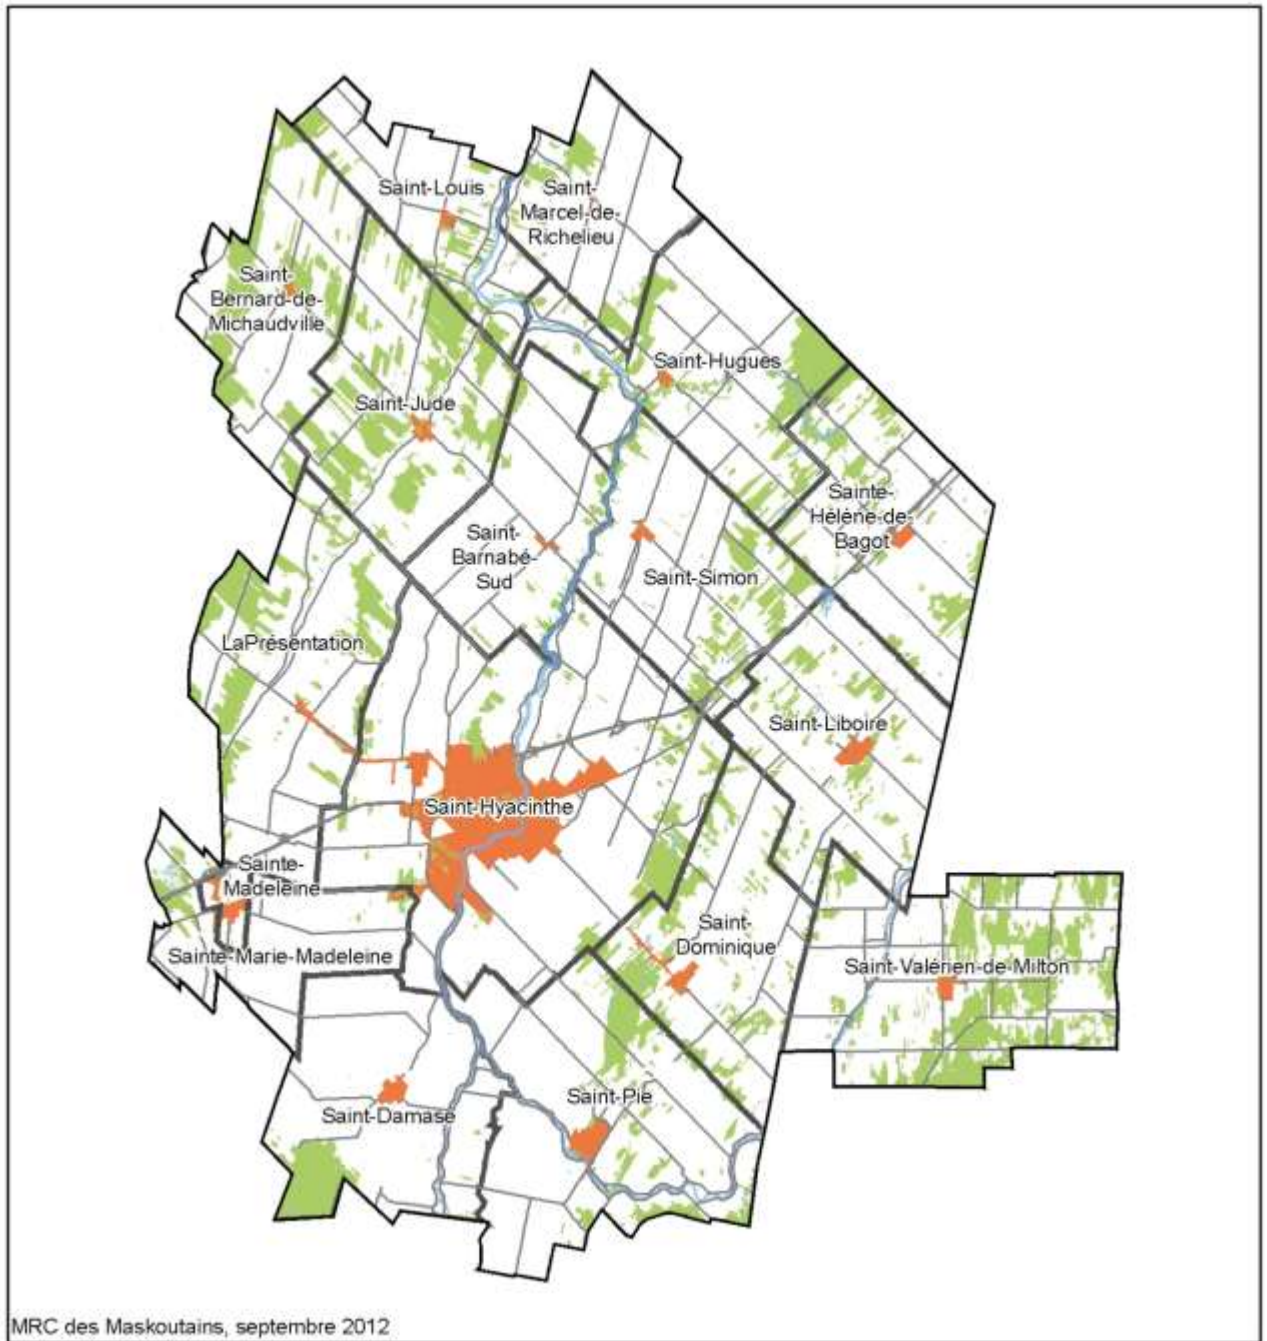 Saint-Louis
Saint-
Marcel-de-
Richelieu
Saint-
Bernard-de-
Michaudville
Saint-Hugues
Saint-Jude
Sainte-
Hélène-de-
Bagot
Saint-
Barnabé-
Sud
Saint-Simon
LaPrésentation
Saint-Liboire
Saint-Hyacinthe
Sainte-
Madeleine
Saint-
Dominique
Sainte-Marie-Madeleine
Saint-Valérien-de-Milton
Saint-Pie
Saint-Damase
MRC des Maskoutains, septembre 2012